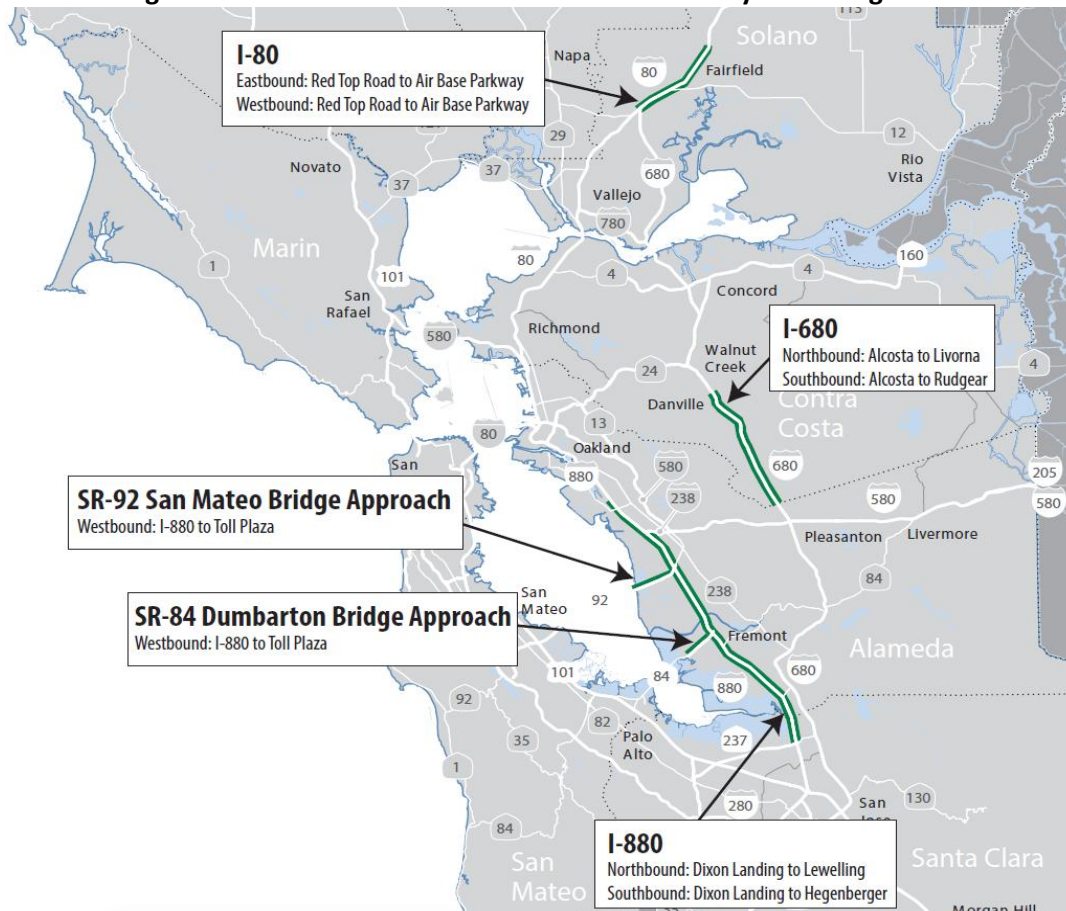 I-80
Eastbound: Red Top Road to Air Base Parkway
Westbound: Red Top Road to Air Base Parkway
Napa
Solano
113
80
Fairfield
29
12
Rio
Vista
Novato
37
37
680
Vallejo
780
Marin
1
101
80
4
4
160
San
Rafael
580
Concord
Richmond
I-680
Northbound: Alcosta to Livorna
Southbound: Alcosta to Rudgear
Walnut
Creek
24
4
Danville
Contra
Costa
13
80
Oakland
San
880
580
680
238
205
580
580
SR-92 San Mateo Bridge Approach
Westbound: I-880 to Toll Plaza
Pleasanton
Livermore
84
San
Mateo
92
238
SR-84 Dumbarton Bridge Approach
Westbound: I-880 to Toll Plaza
Fremont
Alameda
101
84
680
880
92
82
35
Palo
Alto
237
1
280
130
San
84
I-880
Northbound: Dixon Landing to Lewelling
Southbound: Dixon Landing to Hegenberger
San
Mateo
Santa Clara
Morgan Hill